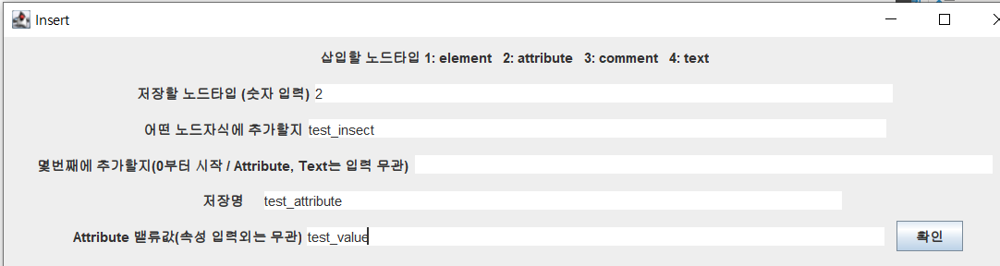 Insert
삽입할 노드타입 1: element 2: attribute 3: comment 4: text
저장할 노드타입 (숫자 입력) 2
어떤 노드자식에 추가할지 test_insect
몇번째에 추가할지(0부터 시작 / Attribute, Text는 입력 무관)
저장명 test_attribute
Attribute 밸류값(속성 입력외는 무관) test_value 확인